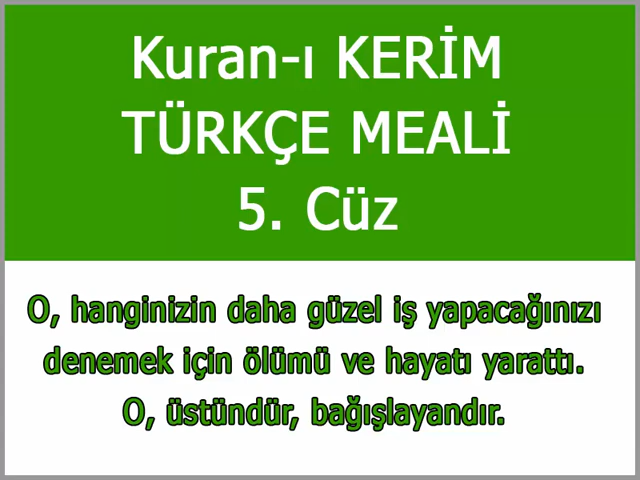 Kuran-ı KERİM
TÜRKÇE MEALİ
5. Cüz
O, hanginizin daha güzel iş yapacağınızı
denemek için ölümü ve hayatı yarattı.
O, üstündür, bağışlayandır.